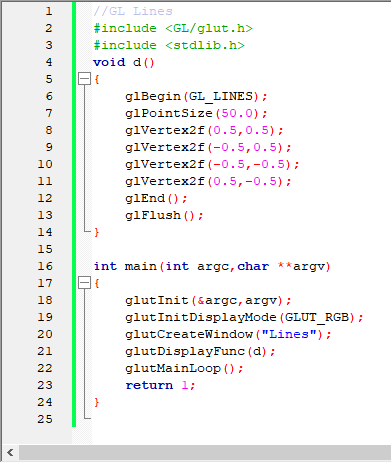 1 //GL Lines
2 #include <GL/glut.h>
3 #include <stdlib.h>
4 void d()
5 {
6 glBegin(GL_LINES);
7 glPointSize(50.0);
8 glVertex2f(0.5,0.5);
9 glVertex2f(-0.5,0.5);
10 glVertex2f(-0.5,-0.5);
11 glVertex2f(0.5,-0.5);
12 glEnd();
13 glFlush();
14 }
15
16 int main(int argc,char **argv)
17 {
18 glutInit(&argc,argv);
19 glutInitDisplayMode(GLUT_RGB);
20 glutCreateWindow("Lines");
21 glutDisplayFunc(d);
22 glutMainLoop();
23 return 1;
24 }
25